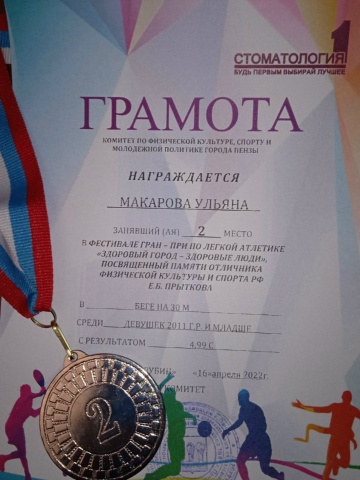 1
СТОМАТОЛОГИЯ
БУДЬ ПЕРВЫМ ВЫБИРАЙ ЛУЧШЕЕ
ГРАМОТА
КОМИТЕТ ПО ФИЗИЧЕСКОЙ КУЛЬТУРЕ, СПОРТУ И
МОЛОДЕЖНОЙ ПОЛИТИКЕ ГОРОДА ПЕНЗЫ
НАГРАЖДАЕТСЯ
МАКАРОВА УЛЬЯНА
ЗАНЯВШИЙ (АЯ) 2 МЕСТО
В ФЕСТИВАЛЕ ГРАН – ПРИ ПО ЛЕГКОЙ АТЛЕТИКЕ
«ЗДОРОВЫЙ ГОРОД – ЗДОРОВЫЕ ЛЮДИ»,
ПОСВЯЩЕННЫЙ ПАМЯТИ ОТЛИЧНИКА
ФИЗИЧЕСКОЙ КУЛЬТУРЫ И СПОРТА РФ
Е.Б. ПРЫТКОВА
В БЕГЕ НА 30 М
СРЕДИ ДЕВУШЕК 2011 Г.Р. И МЛАДШЕ
С РЕЗУЛЬТАТОМ 4,99 С.
«16» апреля 2022г.
КОМИТЕТ
2